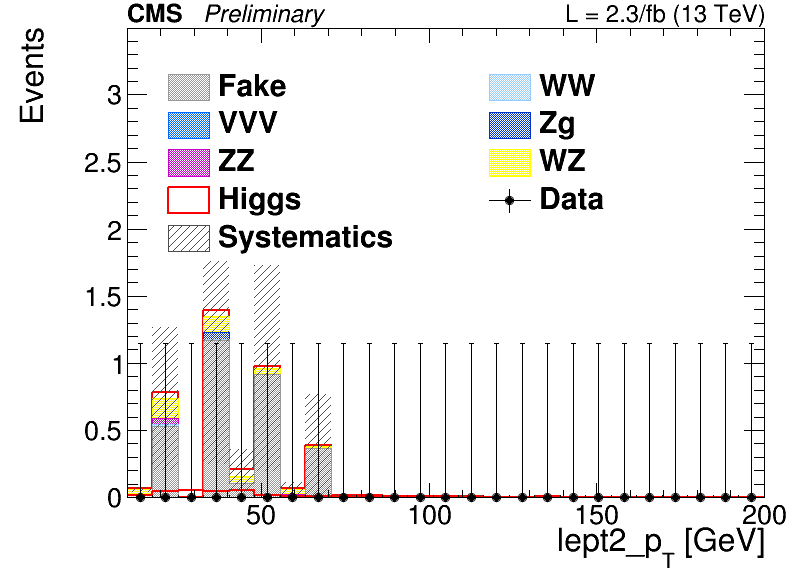 CMS Preliminary L = 2.3/fb (13 TeV)
Events
Fake WW
VVV Zg
ZZ WZ
Higgs Data
Systematics
3
2.5
2
1.5
1
0.5
0
50 100 150 200
lept2_p_T [GeV]